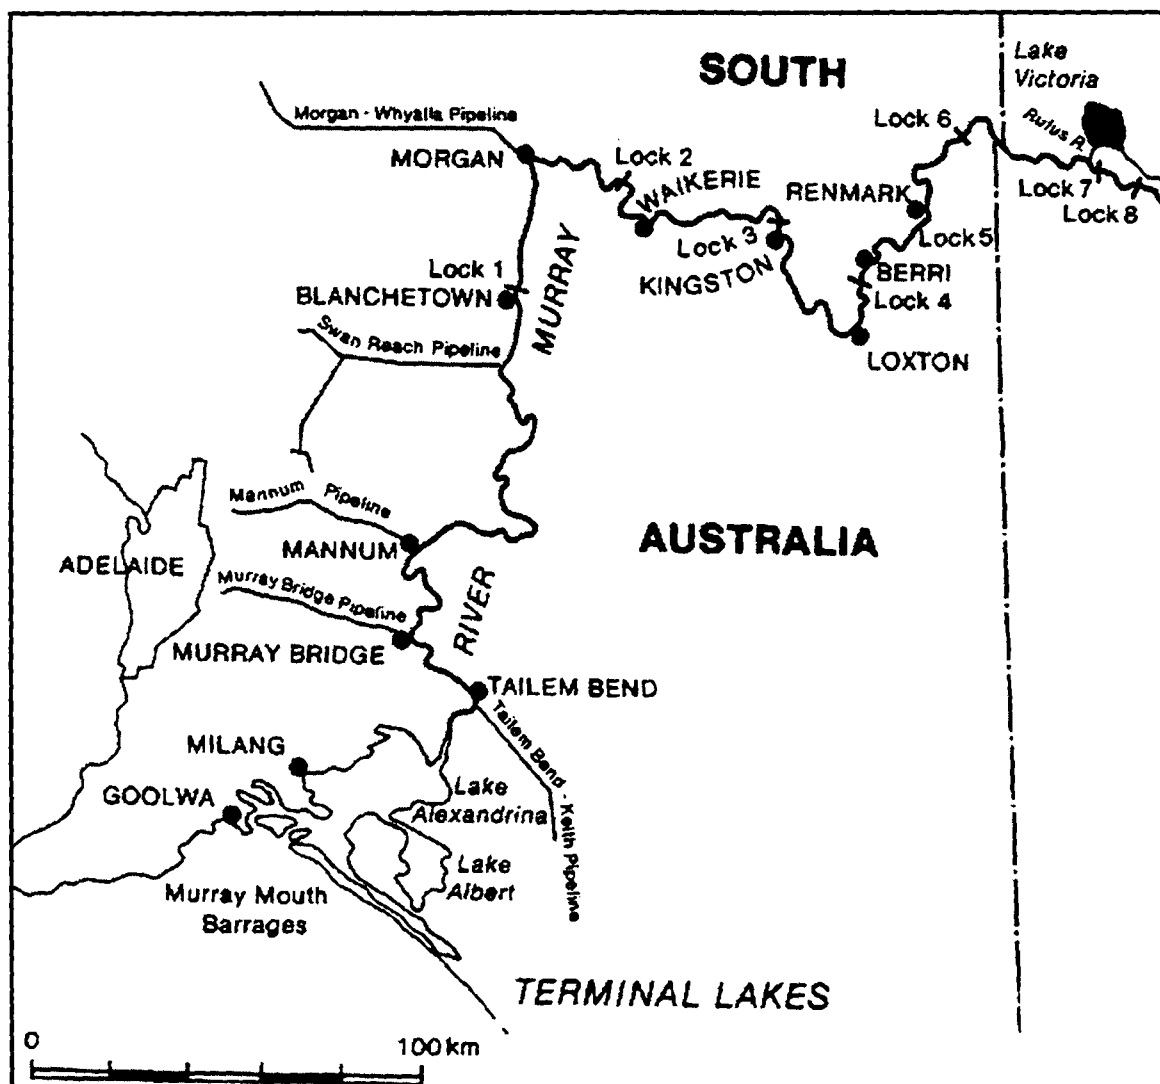 SOUTH
Lake
Victoria
Morgan - Whyalla Pipeline
Lock 6
Rufus R.
MORGAN
Lock 2
WAIKERIE
RENMARK
Lock 7
Lock 8
MURRAY
Lock 3
Lock 5
Lock 1
KINGSTON
BERRI
BLANCHETOWN
Lock 4
Swan Reach Pipeline
LOXTON
Mannum Pipeline
AUSTRALIA
MANNUM
ADELAIDE
Murray Bridge Pipeline
RIVER
MURRAY BRIDGE
TAILEM BEND
Tailem Bend - Keith Pipeline
MILANG
GOOLWA
Lake
Alexandrina
Lake
Albert
Murray Mouth
Barrages
TERMINAL LAKES
0
100 km